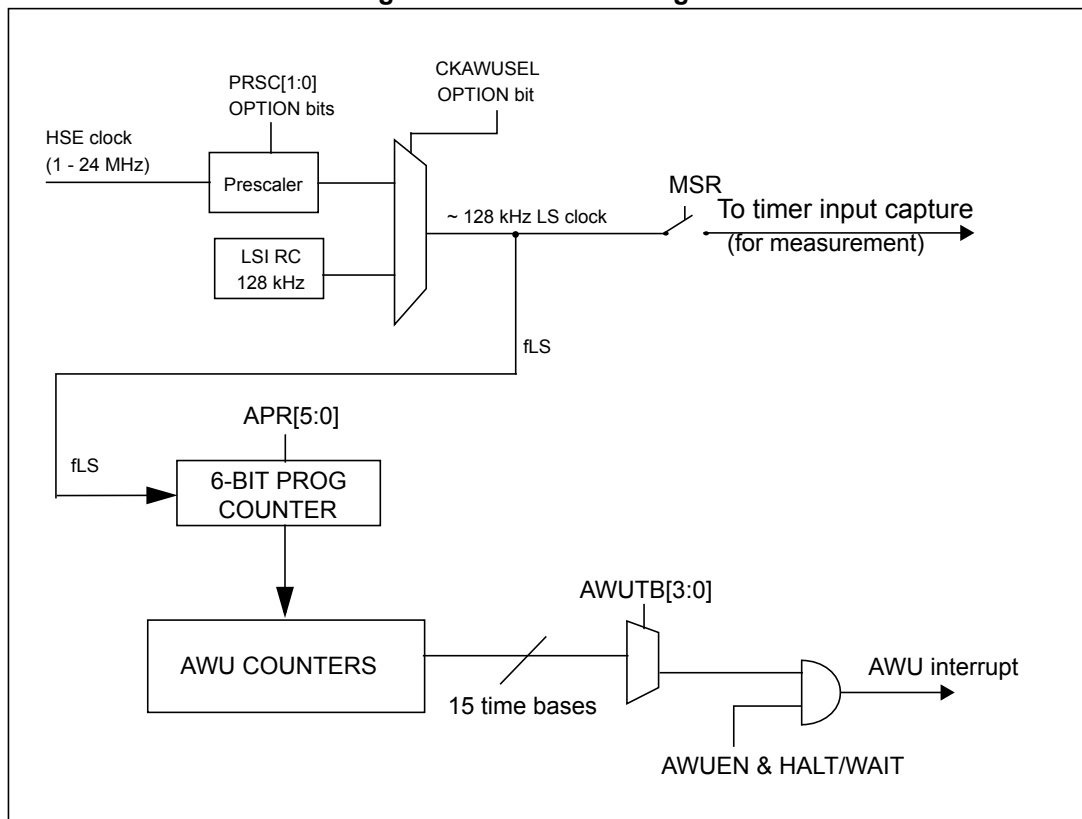 CKAWUSEL
OPTION bit
PRSC[1:0]
OPTION bits
HSE clock
(1 - 24 MHz)
Prescaler
MSR
~ 128 kHz LS clock
To timer input capture
(for measurement)
LSI RC
128 kHz
fLS
APR[5:0]
fLS
6-BIT PROG
COUNTER
AWUTB[3:0]
AWU COUNTERS
15 time bases
AWU interrupt
AWUEN & HALT/WAIT